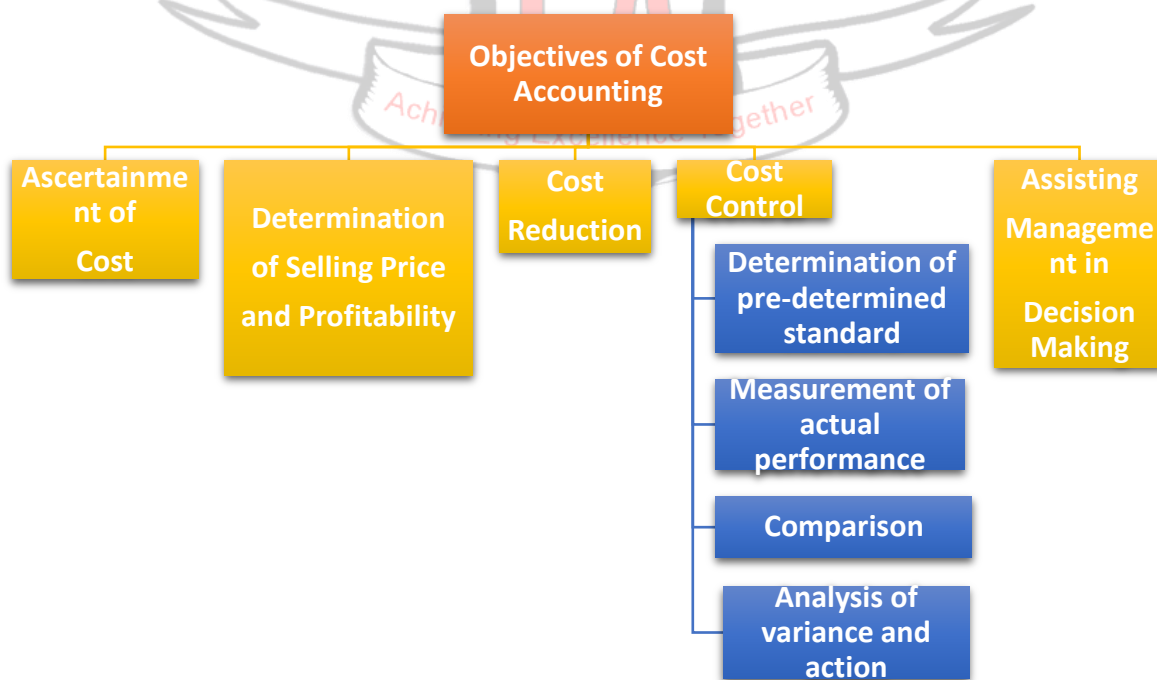 Objectives of Cost
Accounting
Ascertainme
nt of
Cost
Determination
of Selling Price
and Profitability
Cost
Reduction
Cost
Control
Determination of
pre-determined
standard
Measurement of
actual
performance
Comparison
Analysis of
variance and
action
Assisting
Manageme
nt in
Decision
Making
Excellence